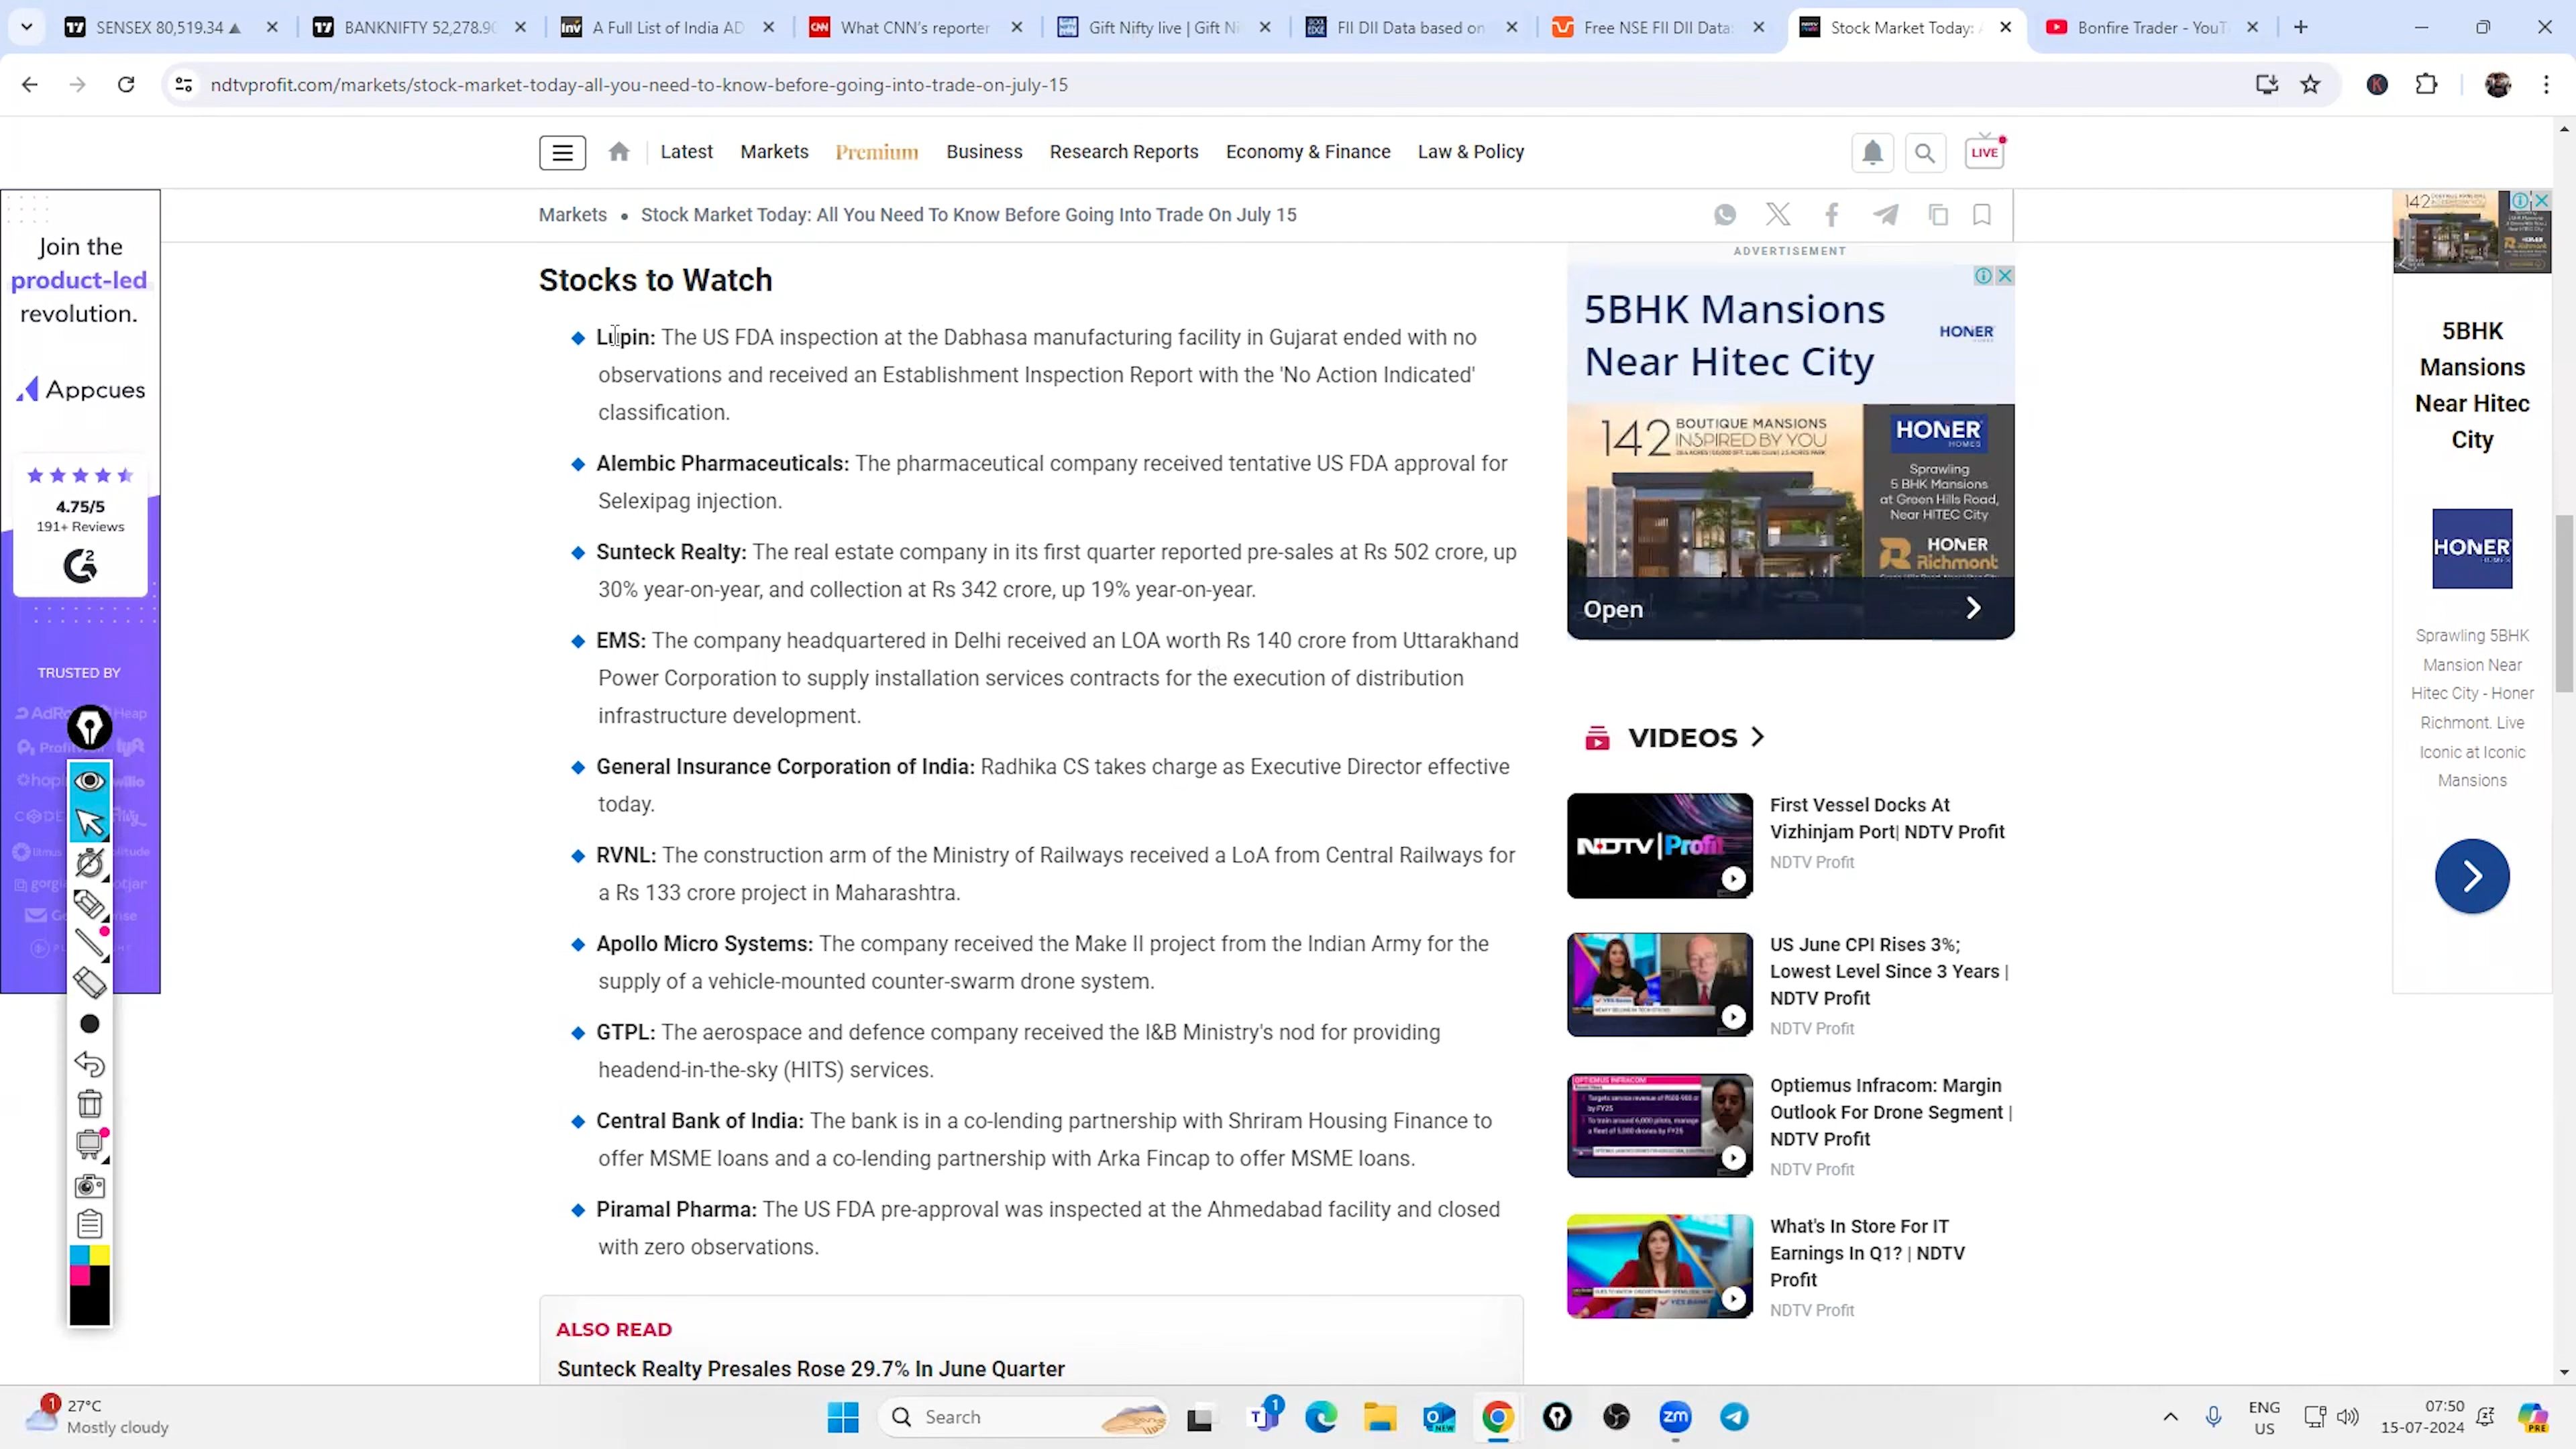 SENSEX 80,519.34 ▲
BANKNIFTY 52,278.90
A Full List of India AD
What CNN's reporter
Gift Nifty live | Gift Ni
FII DII Data based on
Free NSE FII DII Data:
Stock Market Today: A
Bonfire Trader - YouT
ndtvprofit.com/markets/stock-market-today-all-you-need-to-know-before-going-into-trade-on-july-15
Latest Markets Premium Business Research Reports Economy & Finance Law & Policy
LIVE
Markets • Stock Market Today: All You Need To Know Before Going Into Trade On July 15
Join the
product-led
revolution.
Appcues
4.75/5
191+ Reviews
TRUSTED BY
Stocks to Watch
Lupin: The US FDA inspection at the Dabhasa manufacturing facility in Gujarat ended with no
observations and received an Establishment Inspection Report with the 'No Action Indicated'
classification.
Alembic Pharmaceuticals: The pharmaceutical company received tentative US FDA approval for
Selexipag injection.
Sunteck Realty: The real estate company in its first quarter reported pre-sales at Rs 502 crore, up
30% year-on-year, and collection at Rs 342 crore, up 19% year-on-year.
EMS: The company headquartered in Delhi received an LOA worth Rs 140 crore from Uttarakhand
Power Corporation to supply installation services contracts for the execution of distribution
infrastructure development.
General Insurance Corporation of India: Radhika CS takes charge as Executive Director effective
today.
RVNL: The construction arm of the Ministry of Railways received a LoA from Central Railways for
a Rs 133 crore project in Maharashtra.
Apollo Micro Systems: The company received the Make II project from the Indian Army for the
supply of a vehicle-mounted counter-swarm drone system.
GTPL: The aerospace and defence company received the I&B Ministry's nod for providing
headend-in-the-sky (HITS) services.
Central Bank of India: The bank is in a co-lending partnership with Shriram Housing Finance to
offer MSME loans and a co-lending partnership with Arka Fincap to offer MSME loans.
Piramal Pharma: The US FDA pre-approval was inspected at the Ahmedabad facility and closed
with zero observations.
ALSO READ
Sunteck Realty Presales Rose 29.7% In June Quarter
ADVERTISEMENT
5BHK Mansions
Near Hitec City
HONER
142 BOUTIQUE MANSIONS
INSPIRED BY YOU
HONER
HOMES
Sprawling
5 BHK Mansions
at Green Hills Road,
Near HITEC City
HONER
Richmont
Open
VIDEOS
First Vessel Docks At
Vizhinjam Port| NDTV Profit
NDTV Profit
NDTV|Profit
US June CPI Rises 3%;
Lowest Level Since 3 Years |
NDTV Profit
NDTV Profit
Optiemus Infracom: Margin
Outlook For Drone Segment |
NDTV Profit
NDTV Profit
OPTIEMUS INFRACOM
What's In Store For IT
Earnings In Q1? | NDTV
Profit
NDTV Profit
5BHK
Mansions
Near Hitec
City
HONER
Sprawling 5BHK
Mansion Near
Hitec City - Honer
Richmont. Live
Iconic at Iconic
Mansions
1
27°C
Mostly cloudy
Search
1
zm
ENG
US
07:50
15-07-2024
PRE